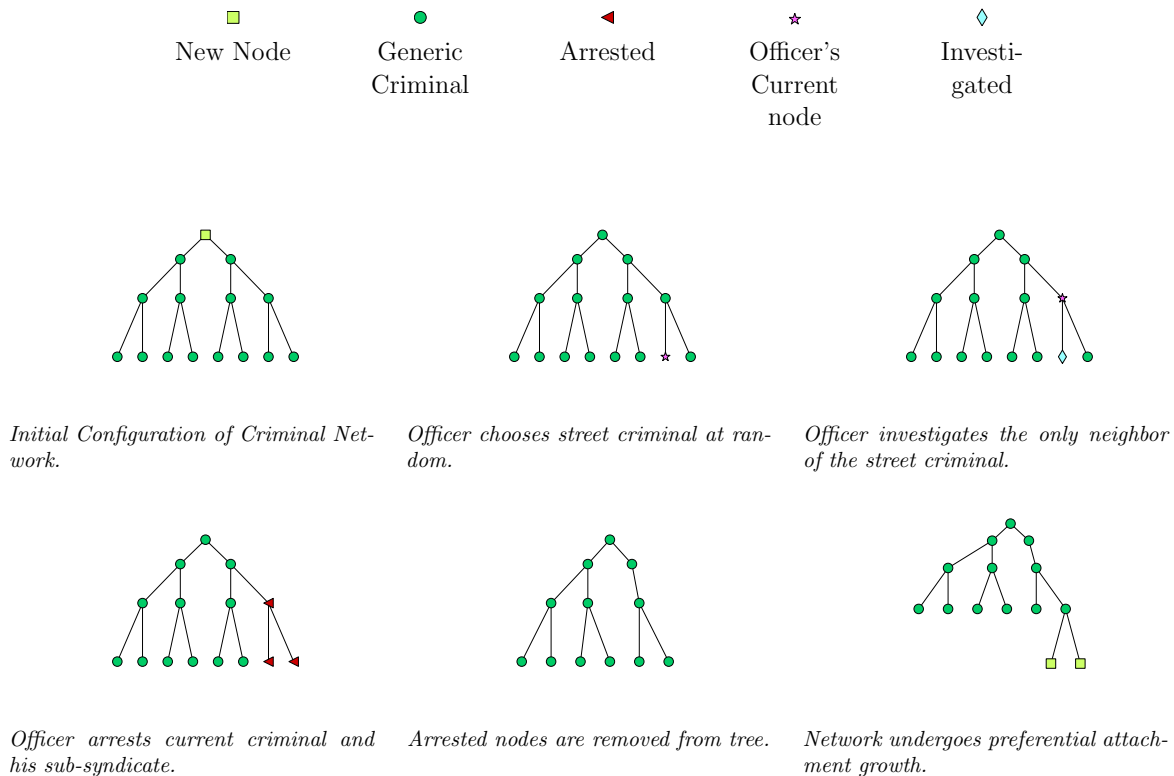 New Node
Generic
Criminal
Arrested
Officer's
Current
node
Investi-
gated
Initial Configuration of Criminal Net-
work.
Officer chooses street criminal at ran-
dom.
Officer investigates the only neighbor
of the street criminal.
Officer arrests current criminal and
his sub-syndicate.
Arrested nodes are removed from tree.
Network undergoes preferential attach-
ment growth.